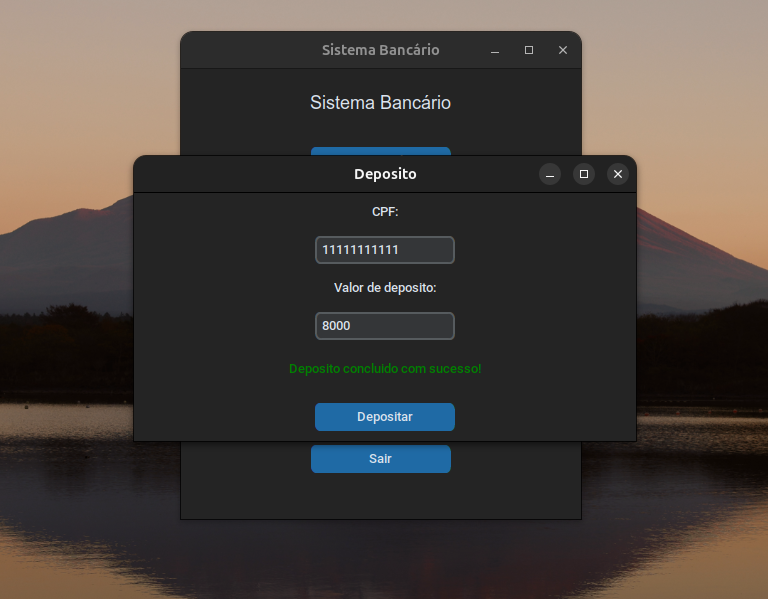 Sistema Bancário
Sistema Bancário
Deposito
CPF:
11111111111
Valor de deposito:
8000
Deposito concluido com sucesso!
Depositar
Sair